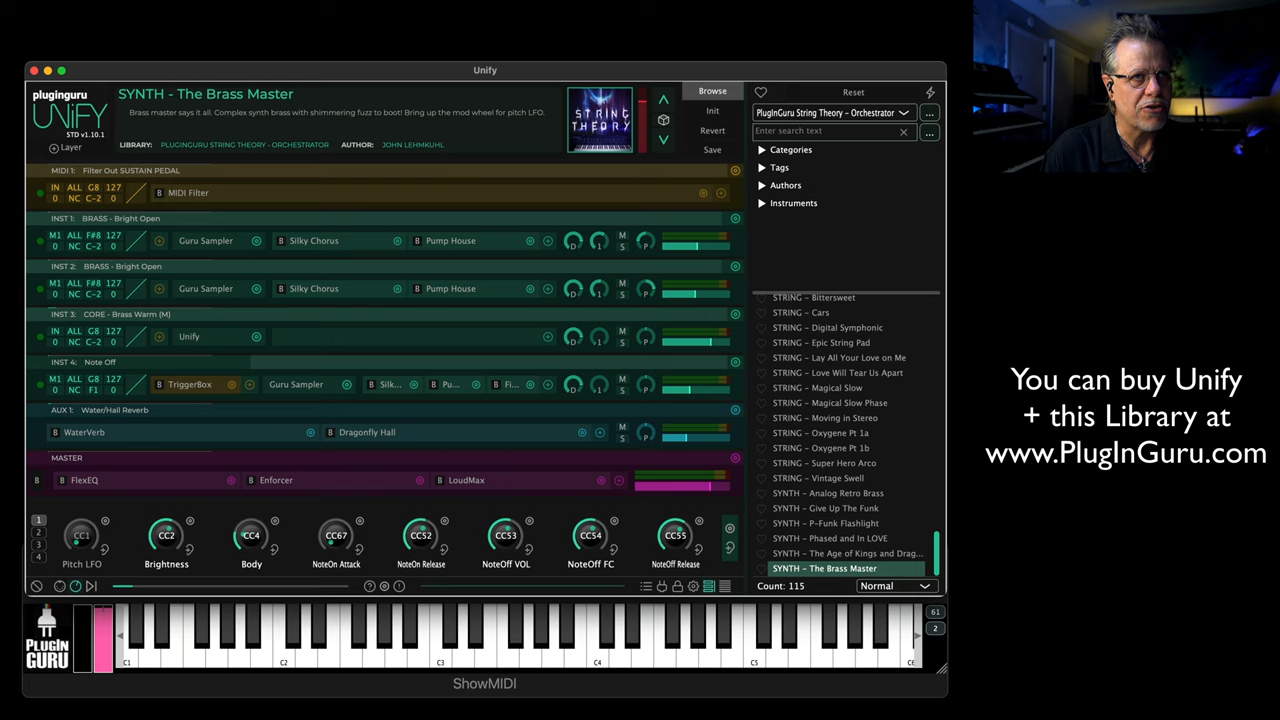 Unify
pluginguru
UNIFY
STD v1.10.1
Layer
SYNTH - The Brass Master
Brass master says it all. Complex synth brass with shimmering fuzz to boot! Bring up the mod wheel for pitch LFO.
LIBRARY: PLUGINGURU STRING THEORY - ORCHESTRATOR AUTHOR: JOHN LEHMKUHL
STRING
THEORY
Browse
Init
Revert
Save
Reset
PlugInGuru String Theory - Orchestrator
...
Enter search text
...
Categories
Tags
Authors
Instruments
MIDI 1: Filter Out SUSTAIN PEDAL
IN ALL G8 127
0 NC C-2 0
B MIDI Filter
INST 1: BRASS - Bright Open
M1 ALL F#8 127
0 NC C-2 0
Guru Sampler B Silky Chorus B Pump House D 1 M S P
INST 2: BRASS - Bright Open
M1 ALL F#8 127
0 NC C-2 0
Guru Sampler B Silky Chorus B Pump House D 1 M S P
INST 3: CORE - Brass Warm (M)
IN ALL G8 127
0 NC C-2 0
Unify D 1 M S P
INST 4: Note Off
M1 ALL G8 127
0 NC F1 0
B TriggerBox Guru Sampler B Silk... B Pu... B Fi... D 1 M S P
AUX 1: Water/Hall Reverb
B WaterVerb B Dragonfly Hall M S P
MASTER
B B FlexEQ B Enforcer B LoudMax
STRING - Bittersweet
STRING - Cars
STRING - Digital Symphonic
STRING - Epic String Pad
STRING - Lay All Your Love on Me
STRING - Love Will Tear Us Apart
STRING - Magical Slow
STRING - Magical Slow Phase
STRING - Moving in Stereo
STRING - Oxygene Pt 1a
STRING - Oxygene Pt 1b
STRING - Super Hero Arco
STRING - Vintage Swell
SYNTH - Analog Retro Brass
SYNTH - Give Up The Funk
SYNTH - P-Funk Flashlight
SYNTH - Phased and In LOVE
SYNTH - The Age of Kings and Drag...
SYNTH - The Brass Master
Count: 115 Normal
1
2
3
4
CC1 CC2 CC4 CC67 CC52 CC53 CC54 CC55
Pitch LFO Brightness Body NoteOn Attack NoteOn Release NoteOff VOL NoteOff FC NoteOff Release
PLUGIN
GURU
C1 C2 C3 C4 C5 C6
61
2
ShowMIDI
You can buy Unify
+ this Library at
www.PlugInGuru.com